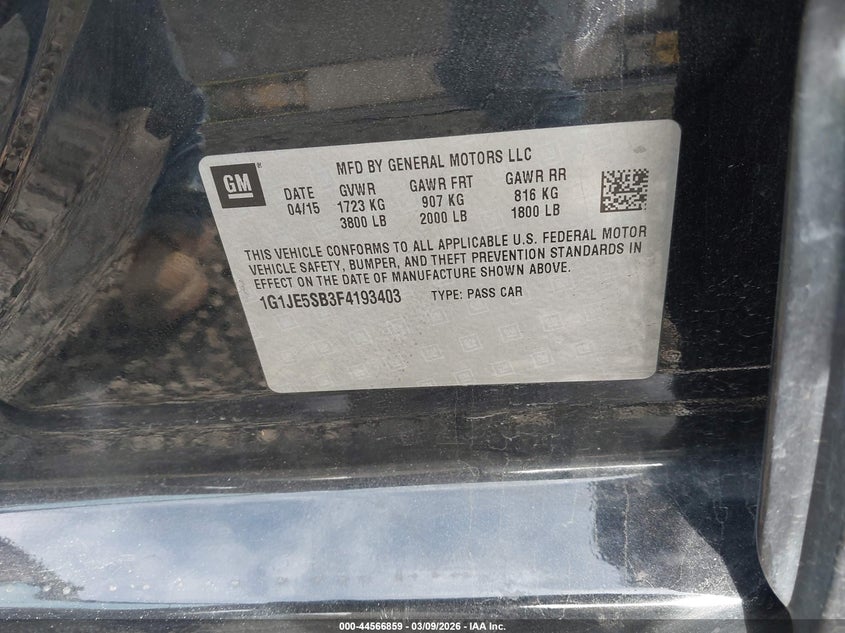 GM®
MFD BY GENERAL MOTORS LLC
DATE GVWR GAWR FRT GAWR RR
04/15 1723 KG 907 KG 816 KG
3800 LB 2000 LB 1800 LB
THIS VEHICLE CONFORMS TO ALL APPLICABLE U.S. FEDERAL MOTOR
VEHICLE SAFETY, BUMPER, AND THEFT PREVENTION STANDARDS IN
EFFECT ON THE DATE OF MANUFACTURE SHOWN ABOVE.
1G1JE5SB3F4193403 TYPE: PASS CAR
000-44566859 - 03/09/2026 - IAA Inc.